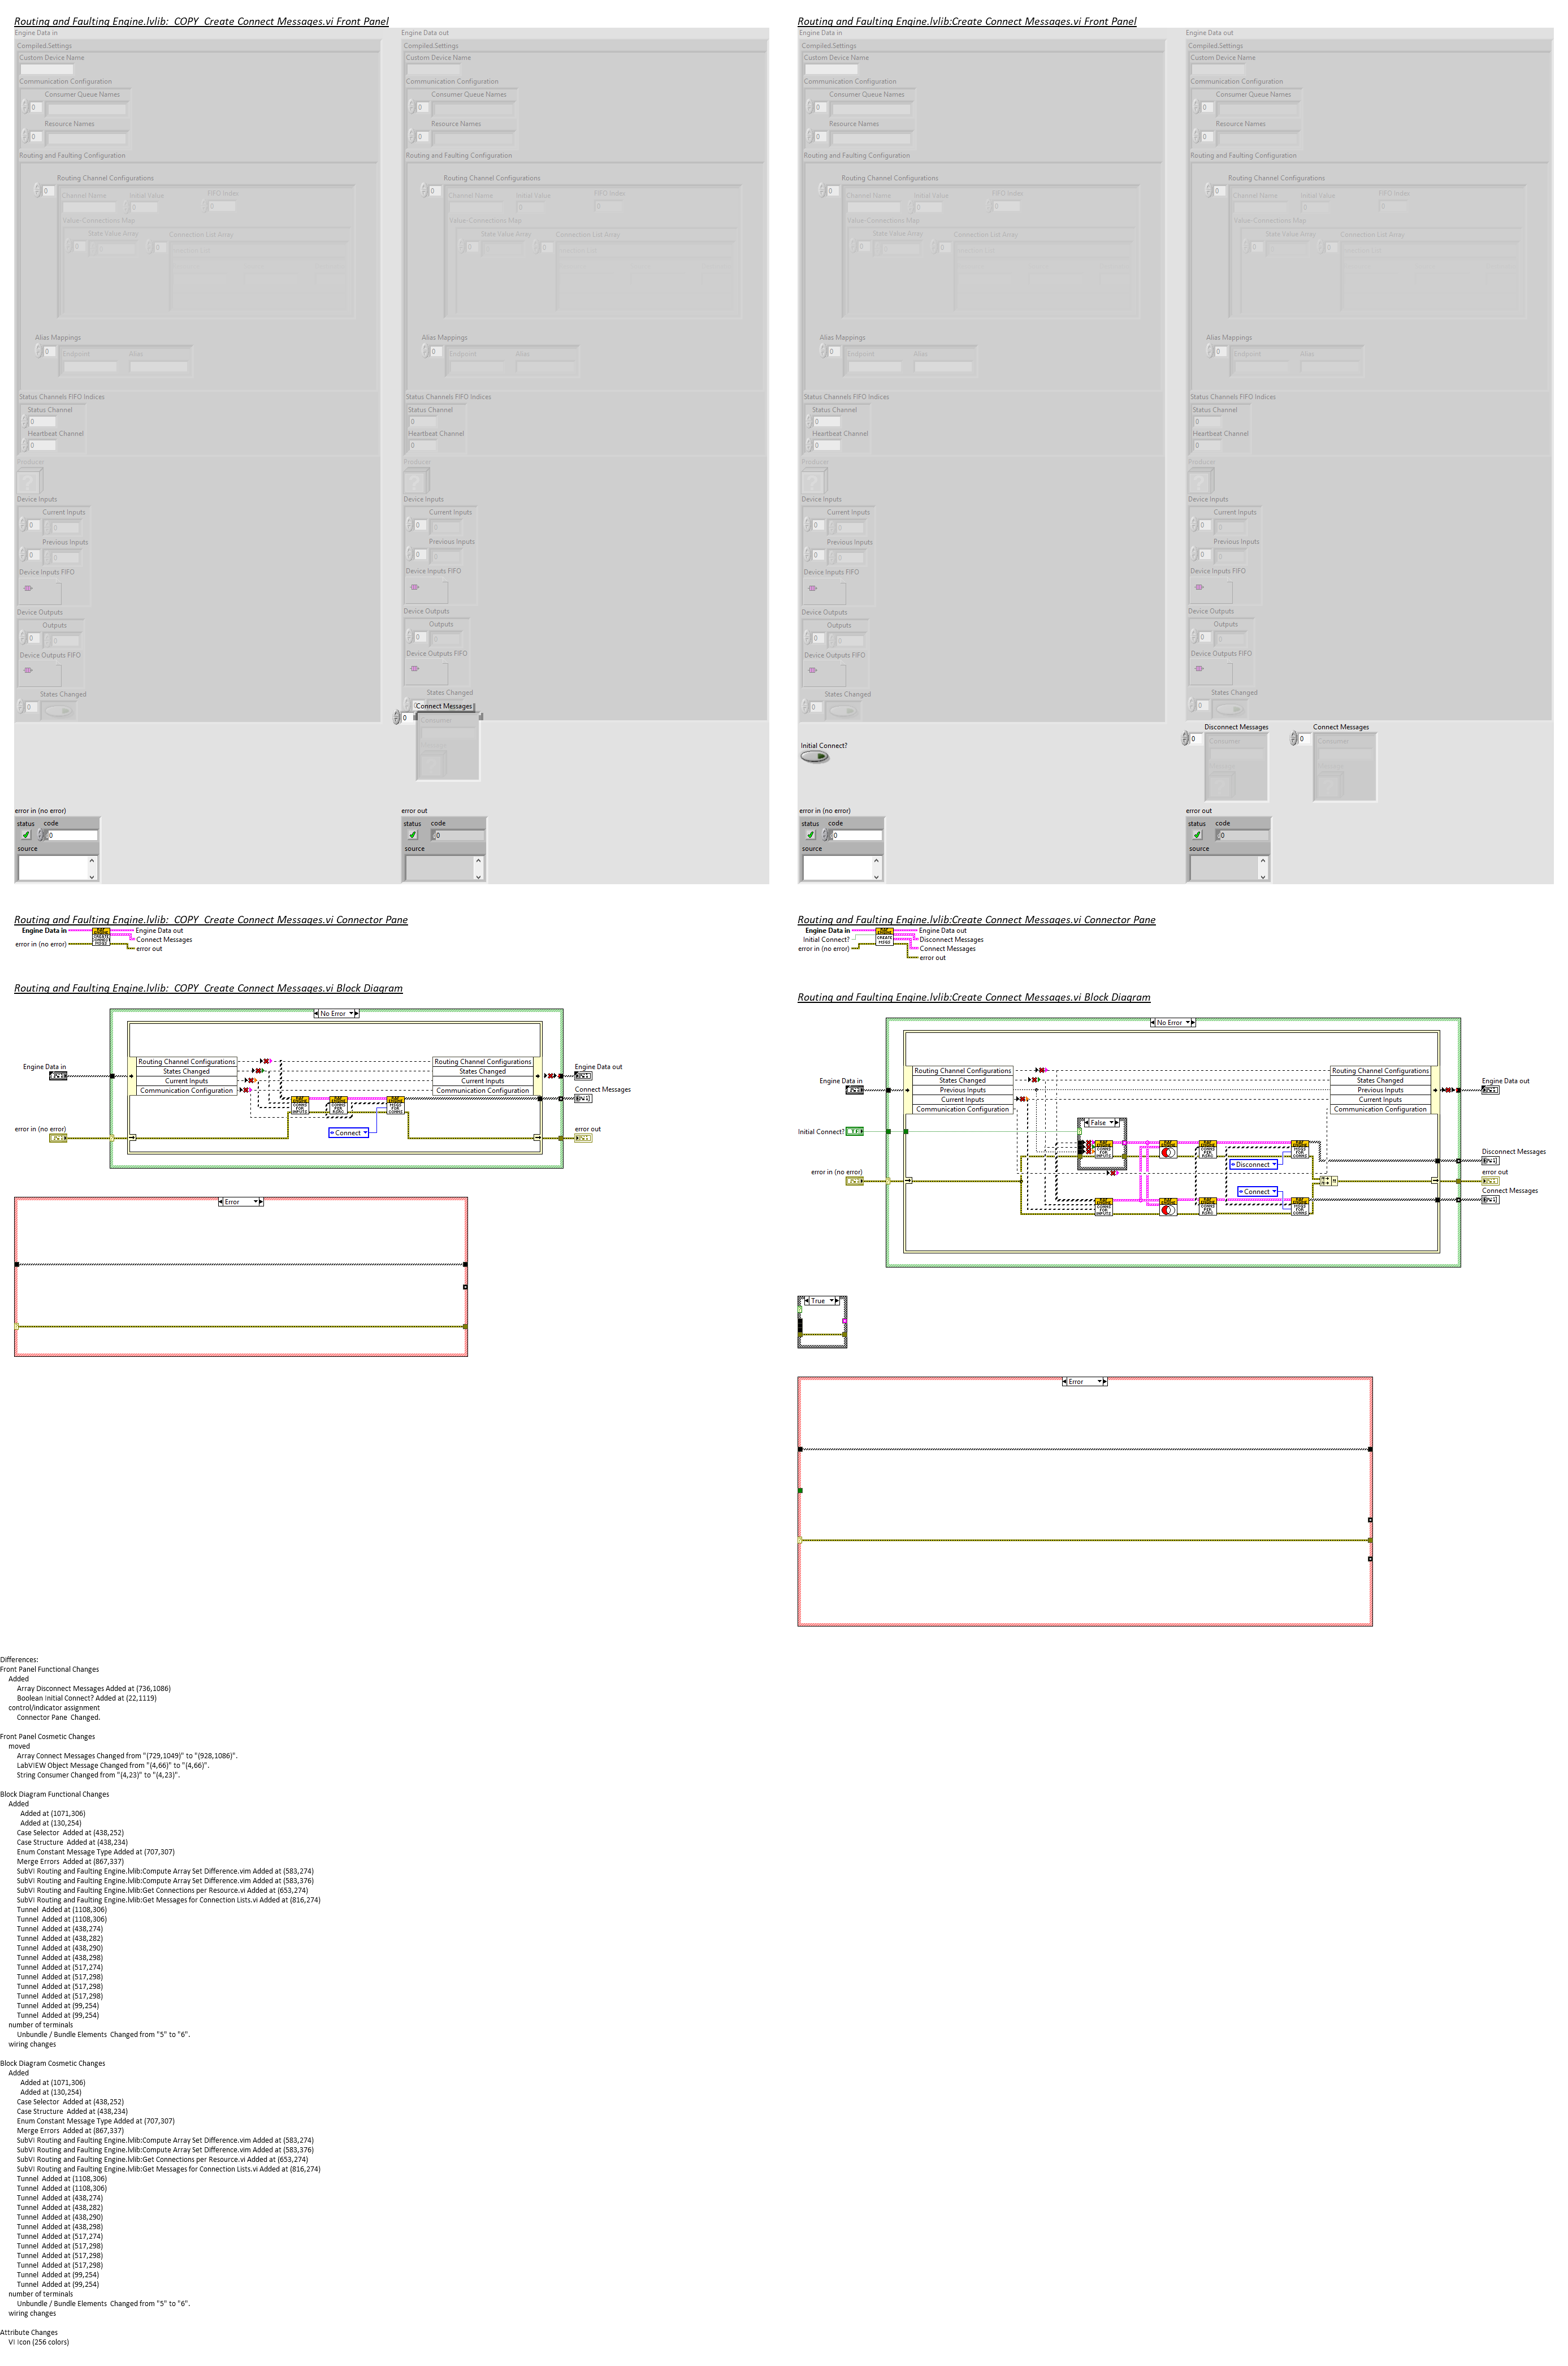 Routing and Faulting Engine.lvlib:_COPY_Create Connect Messages.vi Front Panel
Engine Data in
Compiled.Settings
Custom Device Name
Communication Configuration
Consumer Queue Names
0
Resource Names
0
Routing and Faulting Configuration
Routing Channel Configurations
0
Channel Name
Initial Value
FIFO Index
0
0
Value-Connections Map
State Value Array
Connection List Array
0
0
Alias Mappings
0
Endpoint
Alias
Status Channels FIFO Indices
Status Channel
0
Heartbeat Channel
0
Producer
Device Inputs
Current Inputs
0
0
Previous Inputs
0
0
Device Inputs FIFO
Device Outputs
Outputs
0
0
Device Outputs FIFO
States Changed
0
error in (no error)
status
code
0
source
Engine Data out
Compiled.Settings
Custom Device Name
Communication Configuration
Consumer Queue Names
0
Resource Names
0
Routing and Faulting Configuration
Routing Channel Configurations
0
Channel Name
Initial Value
FIFO Index
0
0
Value-Connections Map
State Value Array
Connection List Array
0
0
Alias Mappings
0
Endpoint
Alias
Status Channels FIFO Indices
Status Channel
0
Heartbeat Channel
0
Producer
Device Inputs
Current Inputs
0
0
Previous Inputs
0
0
Device Inputs FIFO
Device Outputs
Outputs
0
0
Device Outputs FIFO
States Changed
Connect Messages
0
Consumer
error out
status
code
0
source
Routing and Faulting Engine.lvlib:Create Connect Messages.vi Front Panel
Engine Data in
Compiled.Settings
Custom Device Name
Communication Configuration
Consumer Queue Names
0
Resource Names
0
Routing and Faulting Configuration
Routing Channel Configurations
0
Channel Name
Initial Value
FIFO Index
0
0
Value-Connections Map
State Value Array
Connection List Array
0
0
Alias Mappings
0
Endpoint
Alias
Status Channels FIFO Indices
Status Channel
0
Heartbeat Channel
0
Producer
Device Inputs
Current Inputs
0
0
Previous Inputs
0
0
Device Inputs FIFO
Device Outputs
Outputs
0
0
Device Outputs FIFO
States Changed
0
Initial Connect?
error in (no error)
status
code
0
source
Engine Data out
Compiled.Settings
Custom Device Name
Communication Configuration
Consumer Queue Names
0
Resource Names
0
Routing and Faulting Configuration
Routing Channel Configurations
0
Channel Name
Initial Value
FIFO Index
0
0
Value-Connections Map
State Value Array
Connection List Array
0
0
Alias Mappings
0
Endpoint
Alias
Status Channels FIFO Indices
Status Channel
0
Heartbeat Channel
0
Producer
Device Inputs
Current Inputs
0
0
Previous Inputs
0
0
Device Inputs FIFO
Device Outputs
Outputs
0
0
Device Outputs FIFO
States Changed
0
Disconnect Messages
0
Consumer
Connect Messages
0
Consumer
error out
status
code
0
source
Routing and Faulting Engine.lvlib:_COPY_Create Connect Messages.vi Connector Pane
Engine Data in
error in (no error)
Engine Data out
Connect Messages
error out
Routing and Faulting Engine.lvlib:Create Connect Messages.vi Connector Pane
Engine Data in
Initial Connect?
error in (no error)
Engine Data out
Disconnect Messages
Connect Messages
error out
Routing and Faulting Engine.lvlib:_COPY_Create Connect Messages.vi Block Diagram
No Error
Engine Data in
Routing Channel Configurations
States Changed
Current Inputs
Communication Configuration
Routing Channel Configurations
States Changed
Current Inputs
Communication Configuration
Engine Data out
Connect Messages
Connect
error in (no error)
error out
Error
Routing and Faulting Engine.lvlib:Create Connect Messages.vi Block Diagram
No Error
Engine Data in
Routing Channel Configurations
States Changed
Previous Inputs
Current Inputs
Communication Configuration
Routing Channel Configurations
States Changed
Previous Inputs
Current Inputs
Communication Configuration
Engine Data out
Initial Connect?
False
Disconnect
Connect
error in (no error)
Disconnect Messages
error out
Connect Messages
True
Error
Differences:
Front Panel Functional Changes
Added
Array Disconnect Messages Added at (736,1086)
Boolean Initial Connect? Added at (22,1119)
control/indicator assignment
Connector Pane  Changed.
Front Panel Cosmetic Changes
moved
Array Connect Messages Changed from "(729,1049)" to "(928,1086)".
LabVIEW Object Message Changed from "(4,66)" to "(4,66)".
String Consumer Changed from "(4,23)" to "(4,23)".
Block Diagram Functional Changes
Added
Added at (1071,306)
Added at (130,254)
Case Selector  Added at (438,252)
Case Structure  Added at (438,234)
Enum Constant Message Type Added at (707,307)
Merge Errors  Added at (867,337)
SubVI Routing and Faulting Engine.lvlib:Compute Array Set Difference.vim Added at (583,274)
SubVI Routing and Faulting Engine.lvlib:Compute Array Set Difference.vim Added at (583,376)
SubVI Routing and Faulting Engine.lvlib:Get Connections per Resource.vi Added at (653,274)
SubVI Routing and Faulting Engine.lvlib:Get Messages for Connection Lists.vi Added at (816,274)
Tunnel  Added at (1108,306)
Tunnel  Added at (1108,306)
Tunnel  Added at (438,274)
Tunnel  Added at (438,282)
Tunnel  Added at (438,290)
Tunnel  Added at (438,298)
Tunnel  Added at (517,274)
Tunnel  Added at (517,298)
Tunnel  Added at (517,298)
Tunnel  Added at (517,298)
Tunnel  Added at (99,254)
Tunnel  Added at (99,254)
number of terminals
Unbundle / Bundle Elements  Changed from "5" to "6".
wiring changes
Block Diagram Cosmetic Changes
Added
Added at (1071,306)
Added at (130,254)
Case Selector  Added at (438,252)
Case Structure  Added at (438,234)
Enum Constant Message Type Added at (707,307)
Merge Errors  Added at (867,337)
SubVI Routing and Faulting Engine.lvlib:Compute Array Set Difference.vim Added at (583,274)
SubVI Routing and Faulting Engine.lvlib:Compute Array Set Difference.vim Added at (583,376)
SubVI Routing and Faulting Engine.lvlib:Get Connections per Resource.vi Added at (653,274)
SubVI Routing and Faulting Engine.lvlib:Get Messages for Connection Lists.vi Added at (816,274)
Tunnel  Added at (1108,306)
Tunnel  Added at (1108,306)
Tunnel  Added at (438,274)
Tunnel  Added at (438,282)
Tunnel  Added at (438,290)
Tunnel  Added at (438,298)
Tunnel  Added at (517,274)
Tunnel  Added at (517,298)
Tunnel  Added at (517,298)
Tunnel  Added at (517,298)
Tunnel  Added at (99,254)
Tunnel  Added at (99,254)
number of terminals
Unbundle / Bundle Elements  Changed from "5" to "6".
wiring changes
Attribute Changes
VI Icon (256 colors)